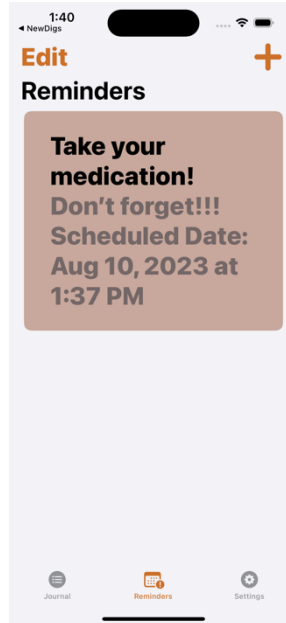 1:40
◀ NewDigs
Edit
+
Reminders
Take your
medication!
Don't forget!!!
Scheduled Date:
Aug 10, 2023 at
1:37 PM
Journal
Reminders
Settings